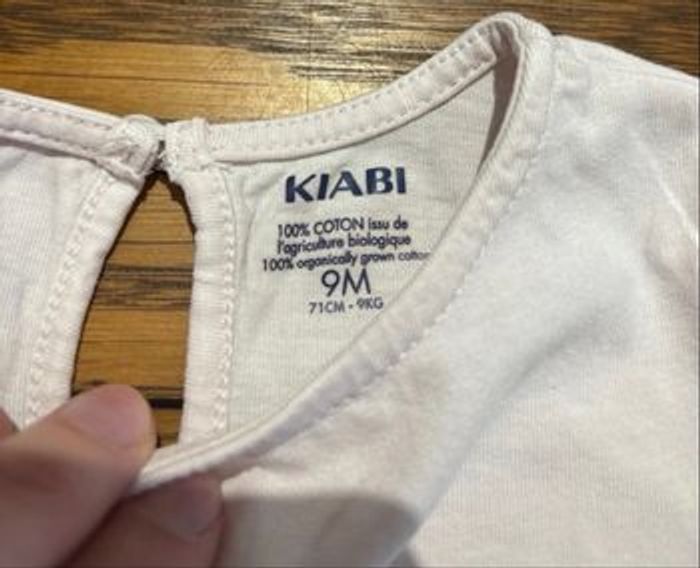 KIABI
100% COTON issu de
l'agriculture biologique
100% organically grown cotton
9M
71CM - 9KG